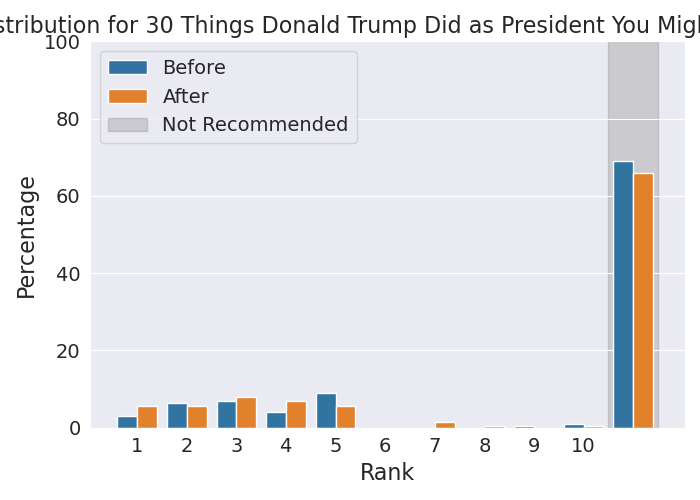 stribution for 30 Things Donald Trump Did as President You Migh
100
80
60
40
20
0
Percentage
Before
After
Not Recommended
1 2 3 4 5 6 7 8 9 10
Rank